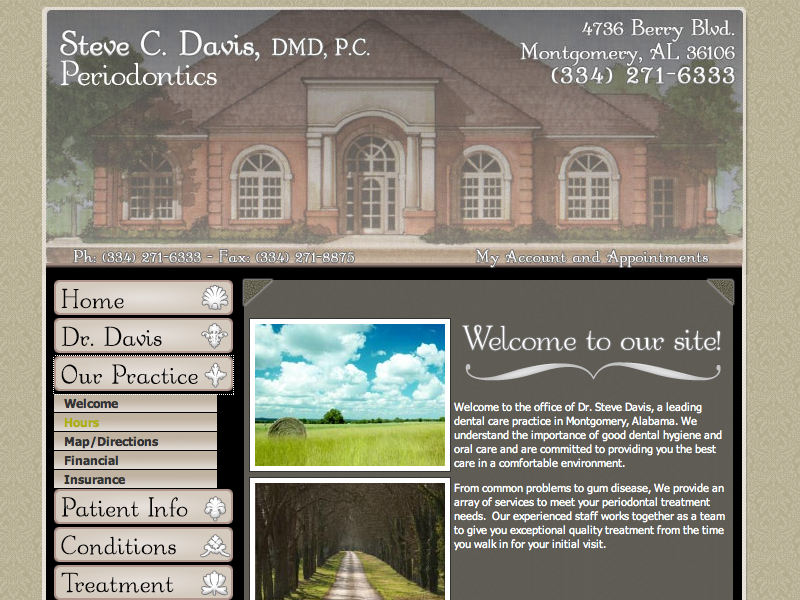 Steve C. Davis, DMD, P.C.
Periodontics
4736 Berry Blvd.
Montgomery, AL 36106
(334) 271-6333
Ph: (334) 271-6333 - Fax: (334) 271-8875
My Account and Appointments
Home
Dr. Davis
Our Practice
Welcome
Hours
Map/Directions
Financial
Insurance
Patient Info
Conditions
Treatment
Welcome to our site!
Welcome to the office of Dr. Steve Davis, a leading
dental care practice in Montgomery, Alabama. We
understand the importance of good dental hygiene and
oral care and are committed to providing you the best
care in a comfortable environment.
From common problems to gum disease, We provide an
array of services to meet your periodontal treatment
needs. Our experienced staff works together as a team
to give you exceptional quality treatment from the time
you walk in for your initial visit.